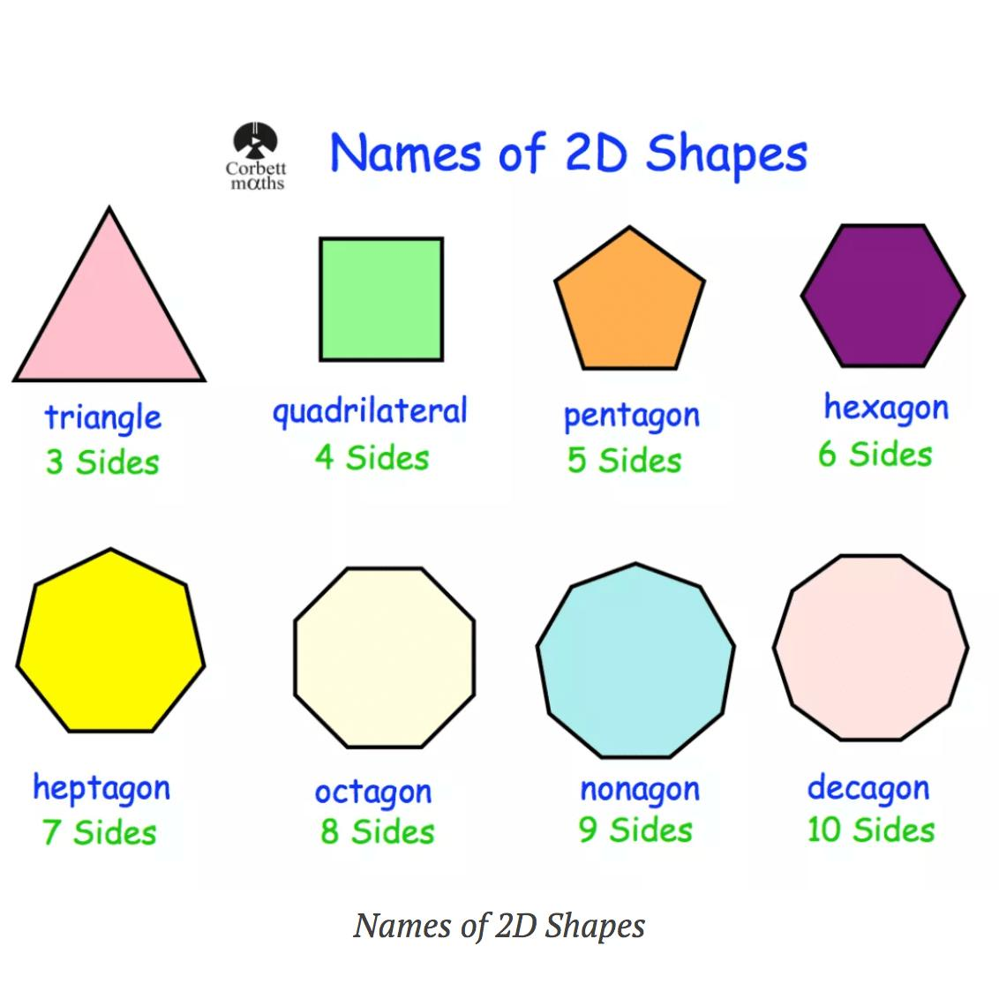 Corbett
mαths
Names of 2D Shapes
triangle
3 Sides
quadrilateral
4 Sides
pentagon
5 Sides
hexagon
6 Sides
heptagon
7 Sides
octagon
8 Sides
nonagon
9 Sides
decagon
10 Sides
Names of 2D Shapes